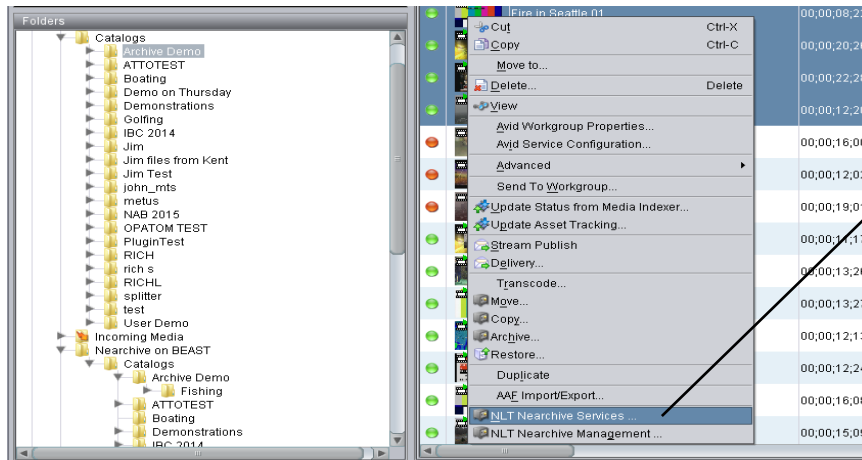 Folders
Catalogs
Archive Demo
ATTOTEST
Boating
Demo on Thursday
Demonstrations
Golfing
IBC 2014
Jim
Jim files from Kent
Jim Test
john_mts
metus
NAB 2015
OPATOM TEST
PluginTest
RICH
rich s
RICHL
splitter
test
User Demo
Incoming Media
Nearchive on BEAST
Catalogs
Archive Demo
Fishing
ATTOTEST
Boating
Demonstrations
IBC 2014
Fire in Seattle 01
Cut Ctrl-X
Copy Ctrl-C
Move to...
Delete... Delete
View
Avid Workgroup Properties...
Avid Service Configuration...
Advanced
Send To Workgroup...
Update Status from Media Indexer...
Update Asset Tracking...
Stream Publish
Delivery...
Transcode...
Move...
Copy...
Archive...
Restore...
Duplicate
AAF Import/Export...
NLT Nearchive Services ...
NLT Nearchive Management ...
00;00;08;2
00;00;20;2
00;00;22;2
00;00;12;2
00;00;16;0
00;00;12;0
00;00;19;0
00;00;13;2
00;00;13;2
00;00;12;1
00;00;12;2
00;00;16;0
00;00;15;0